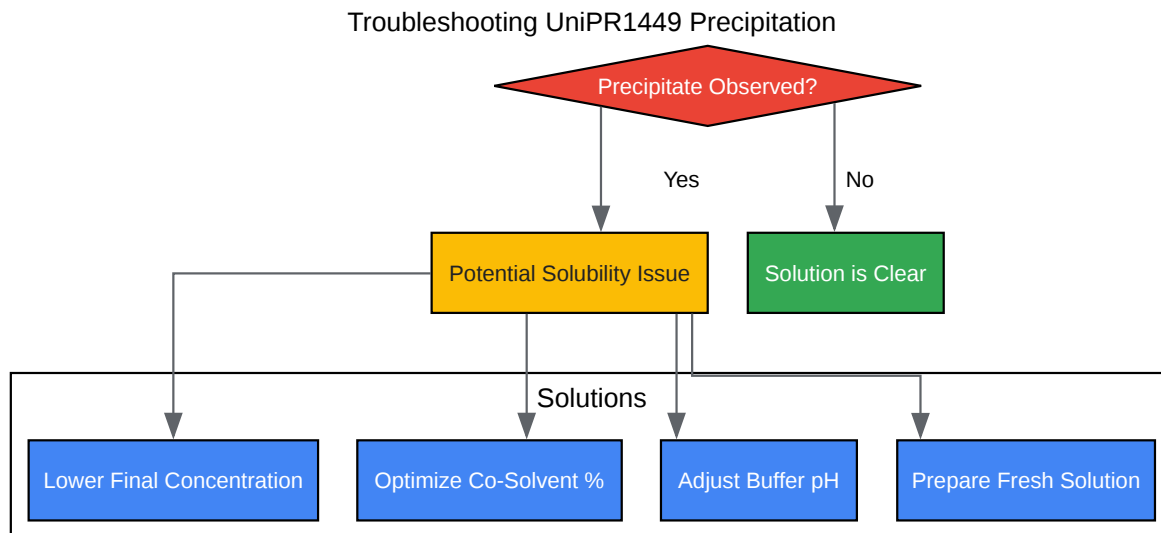 Troubleshooting UniPR1449 Precipitation
Precipitate Observed?
Yes
No
Potential Solubility Issue
Solution is Clear
Solutions
Lower Final Concentration
Optimize Co-Solvent %
Adjust Buffer pH
Prepare Fresh Solution